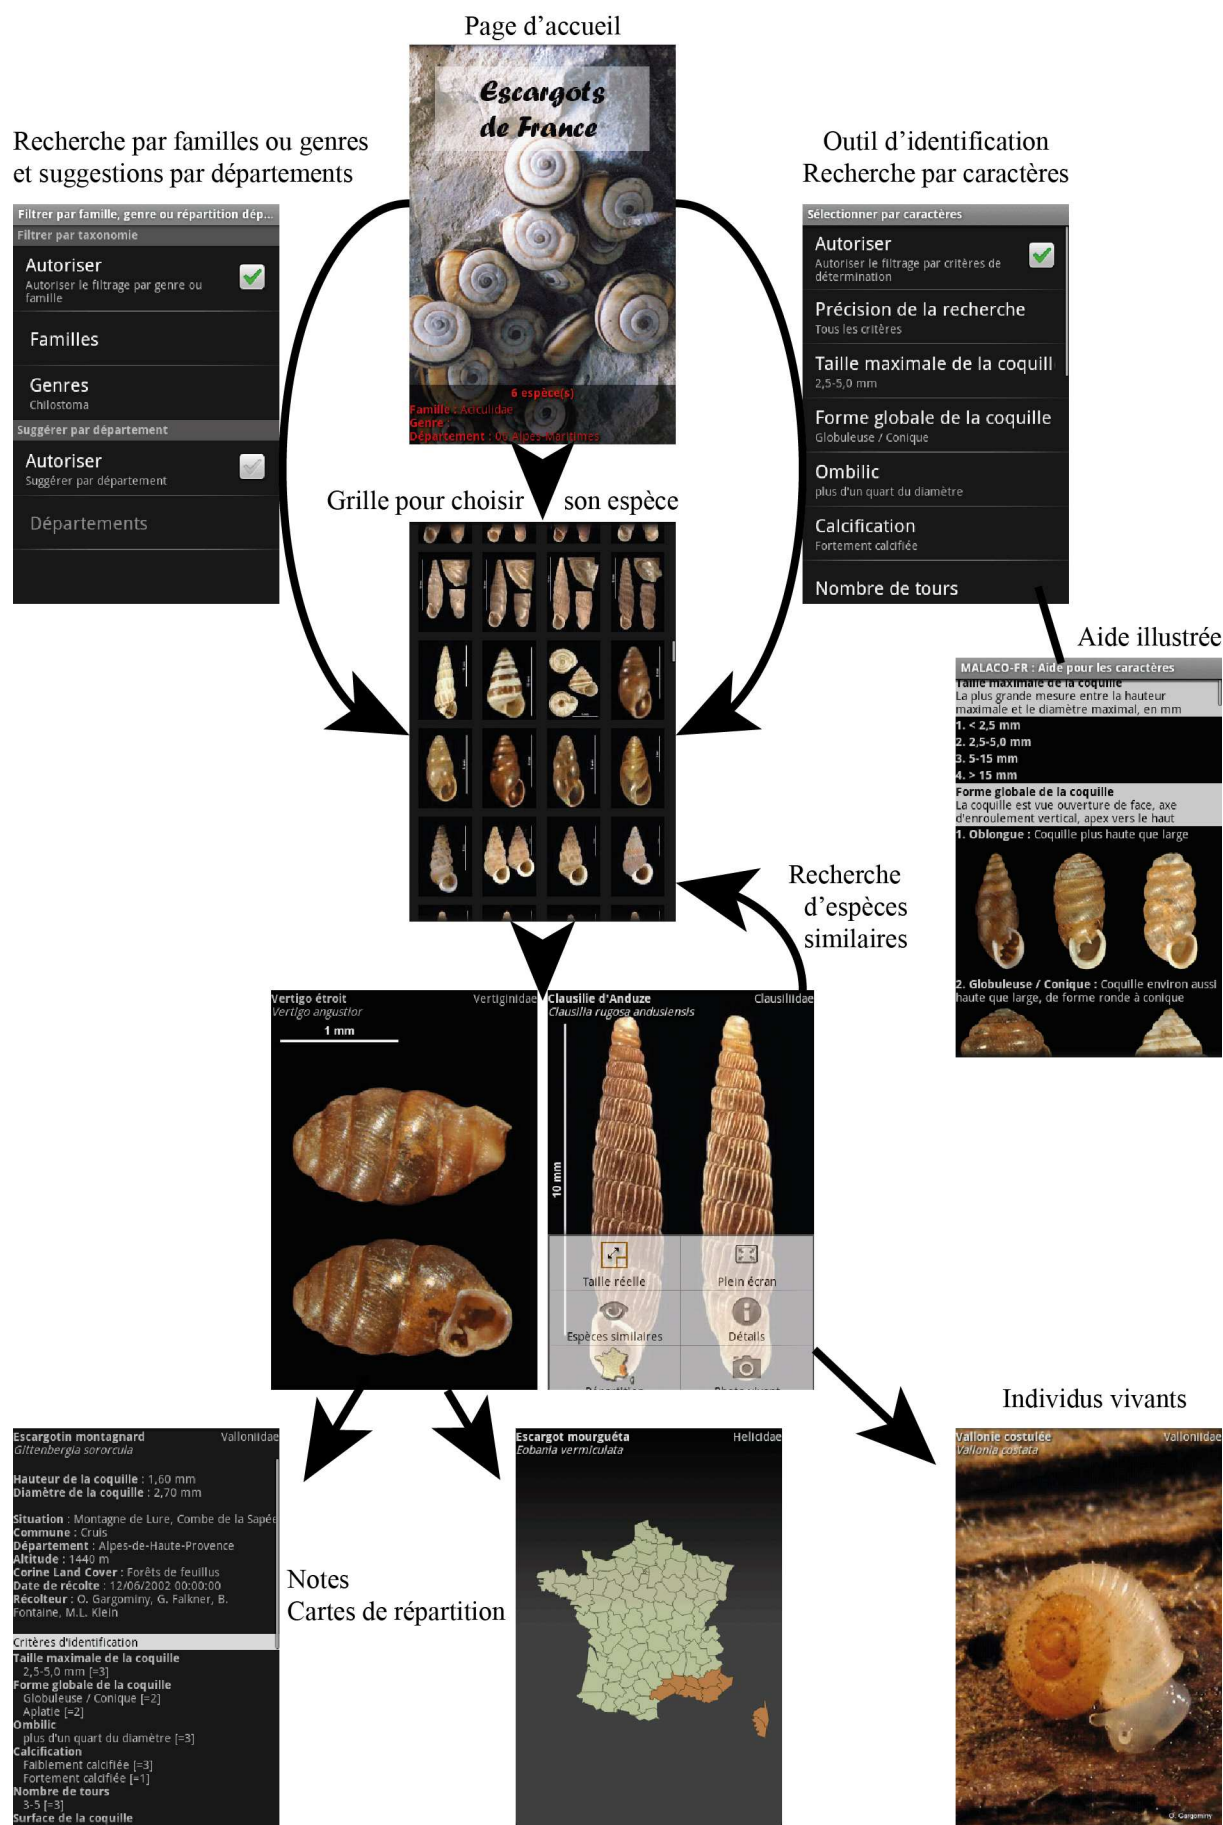 Page d'accueil
Escargots
de France
6 espèce(s)
Famille : Aciculidae
Genre :
Département : 06 Alpes-Maritimes
Recherche par familles ou genres
et suggestions par départements
Filtrer par famille, genre ou répartition dép...
Filtrer par taxonomie
Autoriser
Autoriser le filtrage par genre ou
famille
Familles
Genres
Chilostoma
Suggérer par département
Autoriser
Suggérer par département
Départements
Outil d'identification
Recherche par caractères
Sélectionner par caractères
Autoriser
Autoriser le filtrage par critères de
détermination
Précision de la recherche
Tous les critères
Taille maximale de la coquill
2,5-5,0 mm
Forme globale de la coquille
Globuleuse / Conique
Ombilic
plus d'un quart du diamètre
Calcification
Fortement calcifiée
Nombre de tours
Grille pour choisir son espèce
Aide illustrée
MALACO-FR : Aide pour les caractères
Taille maximale de la coquille
La plus grande mesure entre la hauteur
maximale et le diamètre maximal, en mm
1. < 2,5 mm
2. 2,5-5,0 mm
3. 5-15 mm
4. > 15 mm
Forme globale de la coquille
La coquille est vue ouverture de face, axe
d'enroulement vertical, apex vers le haut
1. Oblongue : Coquille plus haute que large
2. Globuleuse / Conique : Coquille environ aussi
haute que large, de forme ronde à conique
Recherche
d'espèces
similaires
Vertigo étroit Vertiginidae
Vertigo angustior
1 mm
Clausilie d'Anduze Clausiliidae
Clausilia rugosa andusiensis
10 mm
Taille réelle
Plein écran
Espèces similaires
Détails
Répartition
Photo vivant
Escargotin montagnard Valloniidae
Gittenbergia sororcula
Hauteur de la coquille : 1,60 mm
Diamètre de la coquille : 2,70 mm
Situation : Montagne de Lure, Combe de la Sapée
Commune : Cruis
Département : Alpes-de-Haute-Provence
Altitude : 1440 m
Corine Land Cover : Forêts de feuillus
Date de récolte : 12/06/2002 00:00:00
Récolteur : O. Gargominy, G. Falkner, B.
Fontaine, M.L. Klein
Critères d'identification
Taille maximale de la coquille
2,5-5,0 mm [=3]
Forme globale de la coquille
Globuleuse / Conique [=2]
Aplatie [=2]
Ombilic
plus d'un quart du diamètre [=3]
Calcification
Faiblement calcifiée [=3]
Fortement calcifiée [=1]
Nombre de tours
3-5 [=3]
Surface de la coquille
Notes
Cartes de répartition
Escargot mourguéta Helicidae
Eobania vermiculata
Individus vivants
Vallonie costulée Valloniidae
Vallonia costata
O. Gargominy